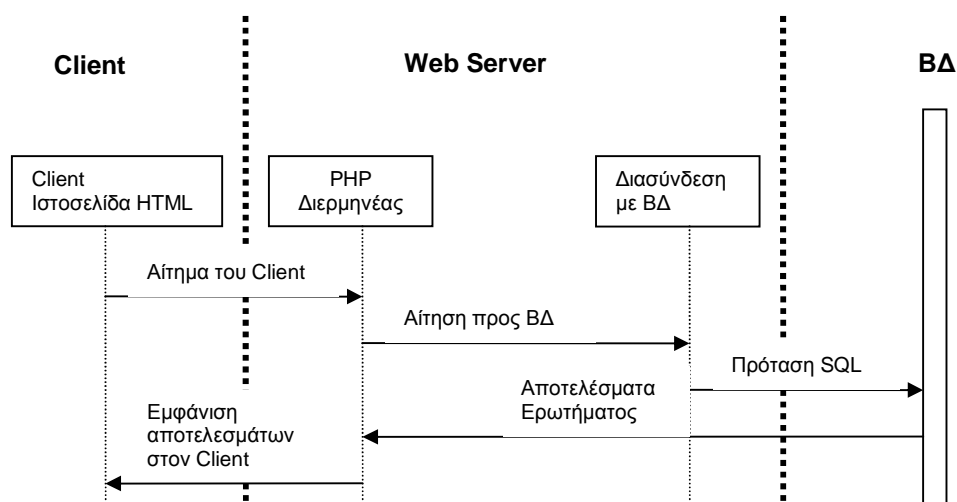 Client
Web Server
ΒΔ
Client
Ιστοσελίδα HTML
PHP
Διερμηνέας
Διασύνδεση
με ΒΔ
Αίτημα του Client
Αίτηση προς ΒΔ
Πρόταση SQL
Αποτελέσματα
Ερωτήματος
Εμφάνιση
αποτελεσμάτων
στον Client